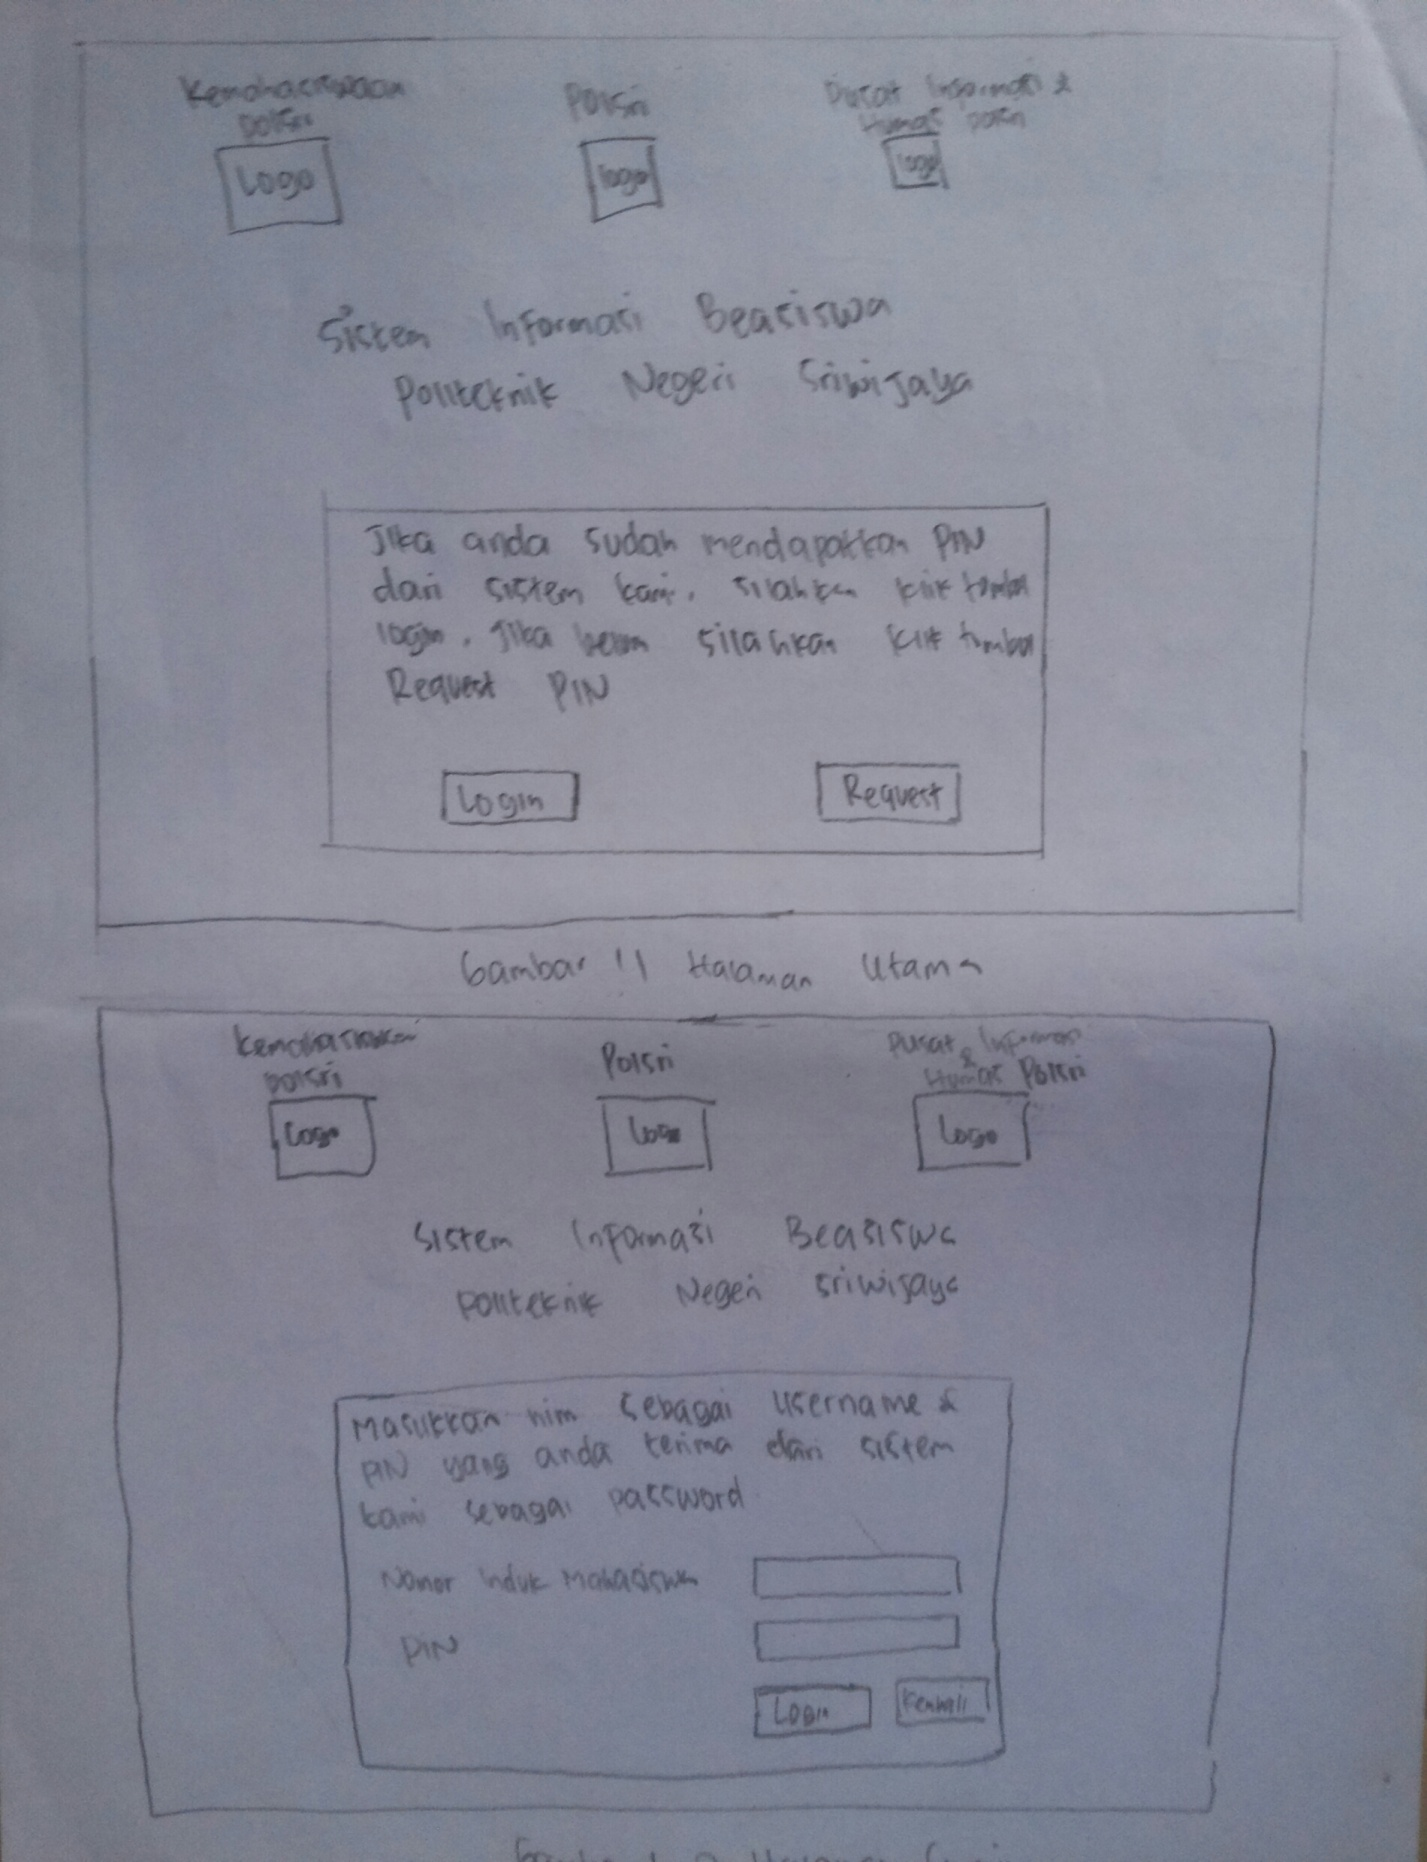 Kemahasiswaan Polsri Pusat Informasi &
Polsri Humas Polsri
Logo logo logo
Sistem Informasi Beasiswa
Politeknik Negeri Sriwijaya
Jika anda sudah mendapatkan PIN
dari sistem kami, silahkan klik tombol
login, Jika belum silahkan klik tombol
Request PIN
Login Request
Gambar 1.1 Halaman Utama
Kemahasiswaan Polsri Pusat Informasi
Polsri & Humas Polsri
Logo Logo Logo
Sistem Informasi Beasiswa
Politeknik Negeri Sriwijaya
Masukkan nim sebagai username &
PIN yang anda terima dari sistem
kami sebagai password.
Nomor Induk Mahasiswa
PIN
Login Kembali